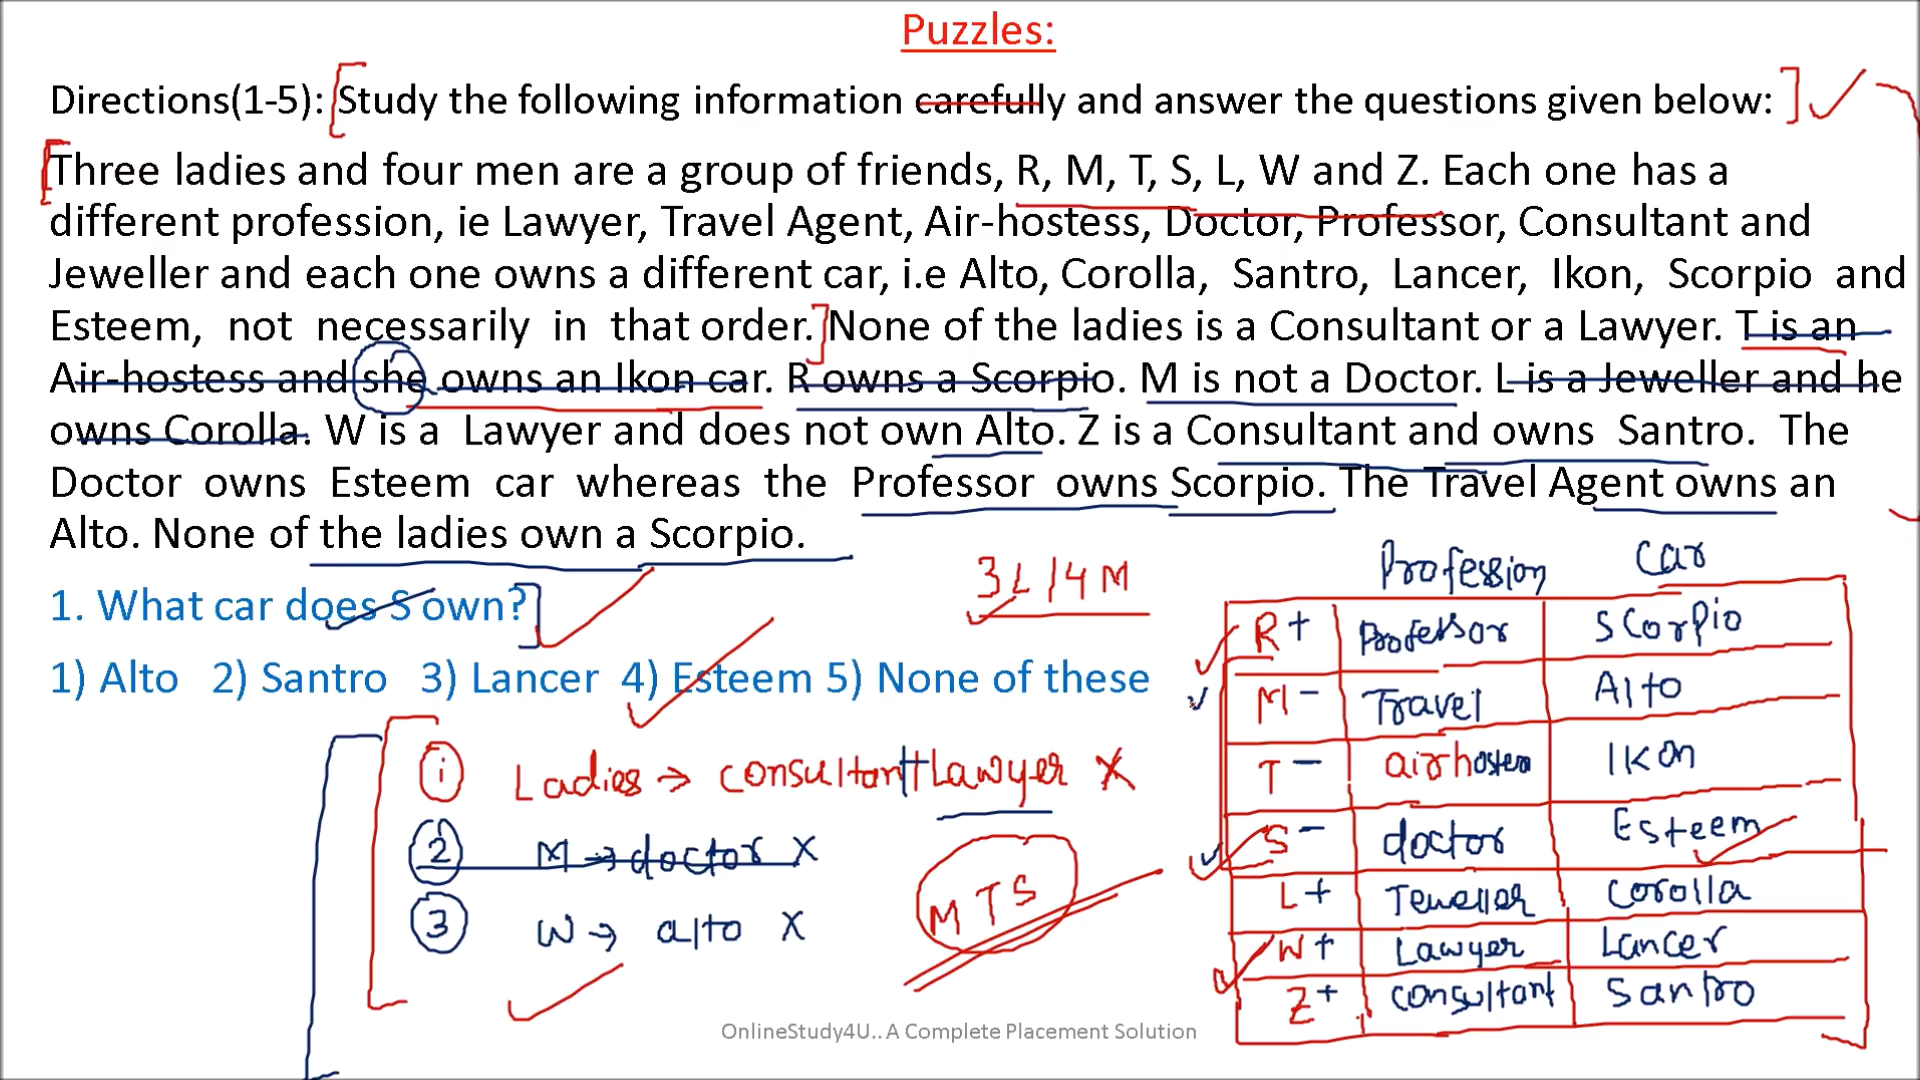 Puzzles:
Directions(1-5): Study the following information carefully and answer the questions given below:
Three ladies and four men are a group of friends, R, M, T, S, L, W and Z. Each one has a
different profession, ie Lawyer, Travel Agent, Air-hostess, Doctor, Professor, Consultant and
Jeweller and each one owns a different car, i.e Alto, Corolla, Santro, Lancer, Ikon, Scorpio and
Esteem, not necessarily in that order. None of the ladies is a Consultant or a Lawyer. T is an
Air-hostess and she owns an Ikon car. R owns a Scorpio. M is not a Doctor. L is a Jeweller and he
owns Corolla. W is a Lawyer and does not own Alto. Z is a Consultant and owns Santro. The
Doctor owns Esteem car whereas the Professor owns Scorpio. The Travel Agent owns an
Alto. None of the ladies own a Scorpio.
1. What car does S own?
1) Alto 2) Santro 3) Lancer 4) Esteem 5) None of these
3L/4M
i Ladies → consultant+Lawyer X
2 M → doctor X
3 W → alto X
MTS
Profession Car
R+ Professor Scorpio
M- Travel Alto
T- airhostess Ikon
S- doctor Esteem
L+ Jeweller Corolla
W+ Lawyer Lancer
Z+ consultant Santro
OnlineStudy4U.. A Complete Placement Solution